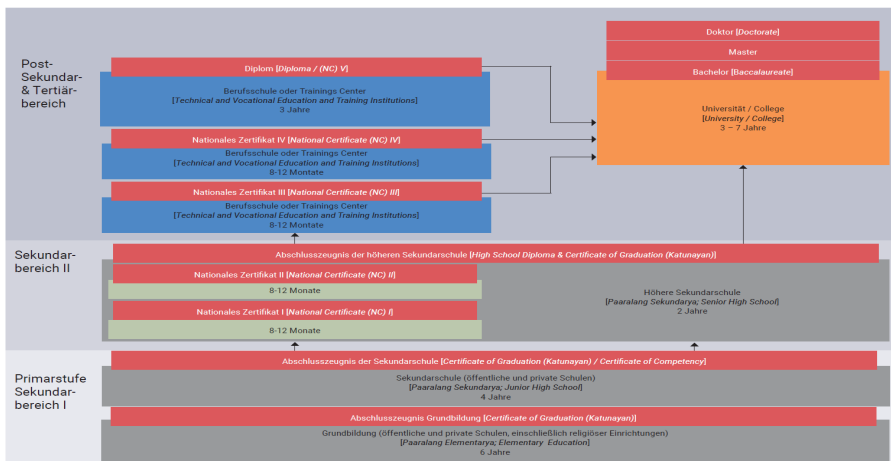 Post-
Sekundar-
& Tertiär-
bereich
Diplom [Diploma / (NC) V]
Berufsschule oder Trainings Center
[Technical and Vocational Education and Training Institutions]
3 Jahre
Nationales Zertifikat IV [National Certificate (NC) IV]
Berufsschule oder Trainings Center
[Technical and Vocational Education and Training Institutions]
8-12 Montate
Nationales Zertifikat III [National Certificate (NC) III]
Berufsschule oder Trainings Center
[Technical and Vocational Education and Training Institutions]
8-12 Montate
Doktor [Doctorate]
Master
Bachelor [Baccalaureate]
Universität / College
[University / College]
3 – 7 Jahre
Sekundar-
bereich II
Abschlusszeugnis der höheren Sekundarschule [High School Diploma & Certificate of Graduation (Katunayan)]
Nationales Zertifikat II [National Certificate (NC) II]
8-12 Monate
Nationales Zertifikat I [National Certificate (NC) I]
8-12 Monate
Höhere Sekundarschule
[Paaralang Sekundarya; Senior High School]
2 Jahre
Primarstufe
Sekundar-
bereich I
Abschlusszeugnis der Sekundarschule [Certificate of Graduation (Katunayan) / Certificate of Competency]
Sekundarschule (öffentliche und private Schulen)
[Paaralang Sekundarya; Junior High School]
4 Jahre
Abschlusszeugnis Grundbildung [Certificate of Graduation (Katunayan)]
Grundbildung (öffentliche und private Schulen, einschließlich religiöser Einrichtungen)
[Paaralang Elementarya; Elementary Education]
6 Jahre